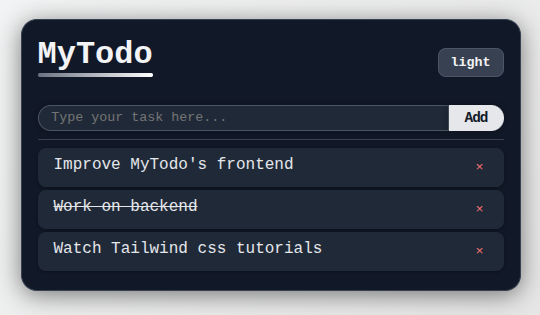 MyTodo
light
Type your task here...
Add
Improve MyTodo's frontend ×
Work on backend ×
Watch Tailwind css tutorials ×